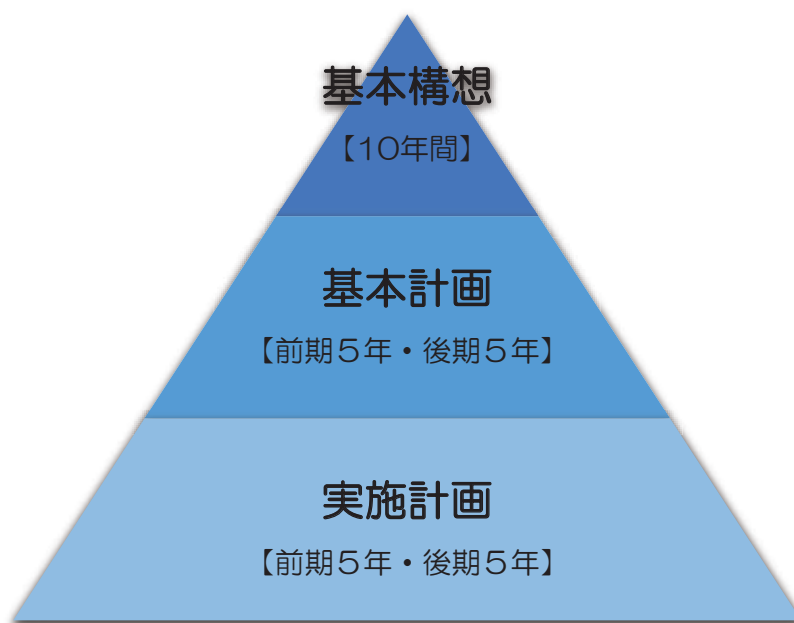 基本構想
【10年間】
基本計画
【前期5年・後期5年】
実施計画
【前期5年・後期5年】